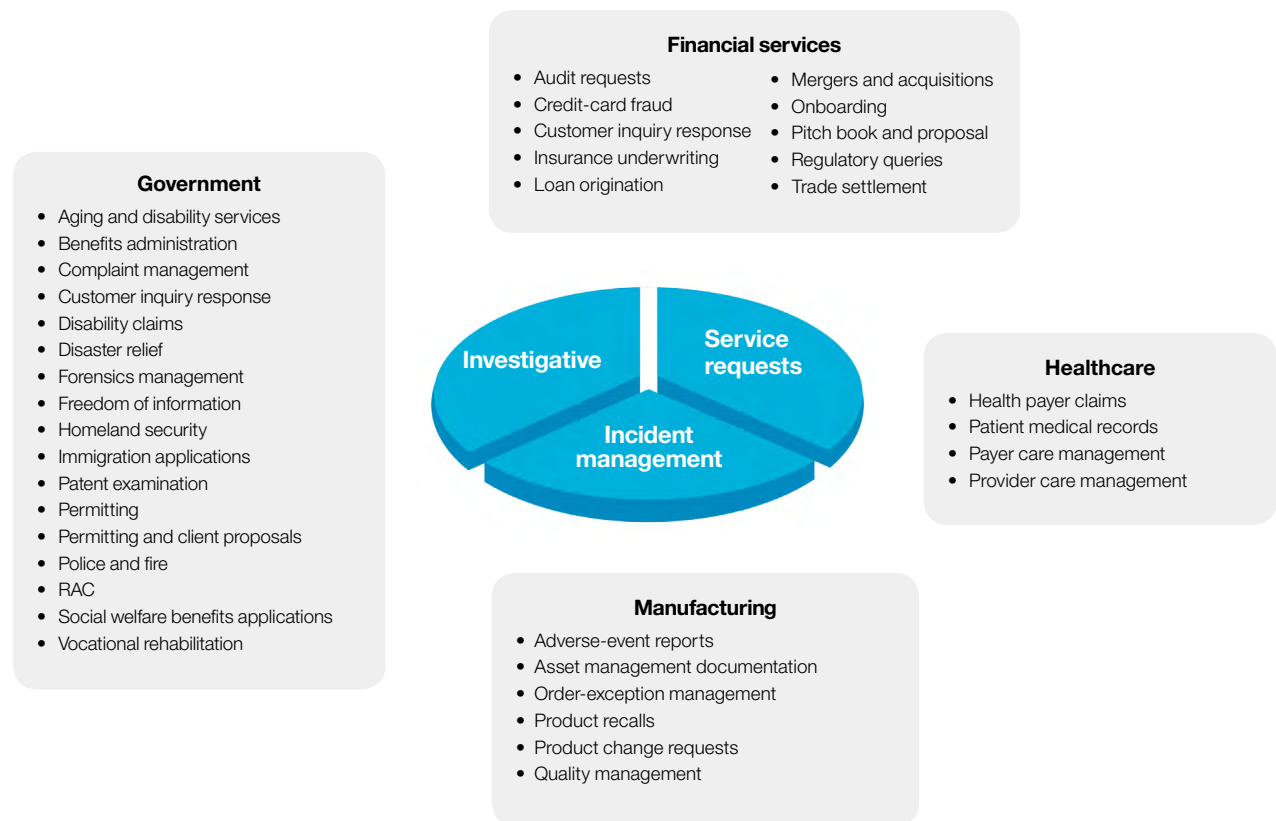 Financial services
• Audit requests
• Credit-card fraud
• Customer inquiry response
• Insurance underwriting
• Loan origination
• Mergers and acquisitions
• Onboarding
• Pitch book and proposal
• Regulatory queries
• Trade settlement
Government
• Aging and disability services
• Benefits administration
• Complaint management
• Customer inquiry response
• Disability claims
• Disaster relief
• Forensics management
• Freedom of information
• Homeland security
• Immigration applications
• Patent examination
• Permitting
• Permitting and client proposals
• Police and fire
• RAC
• Social welfare benefits applications
• Vocational rehabilitation
Investigative
Service
requests
Incident
management
Healthcare
• Health payer claims
• Patient medical records
• Payer care management
• Provider care management
Manufacturing
• Adverse-event reports
• Asset management documentation
• Order-exception management
• Product recalls
• Product change requests
• Quality management